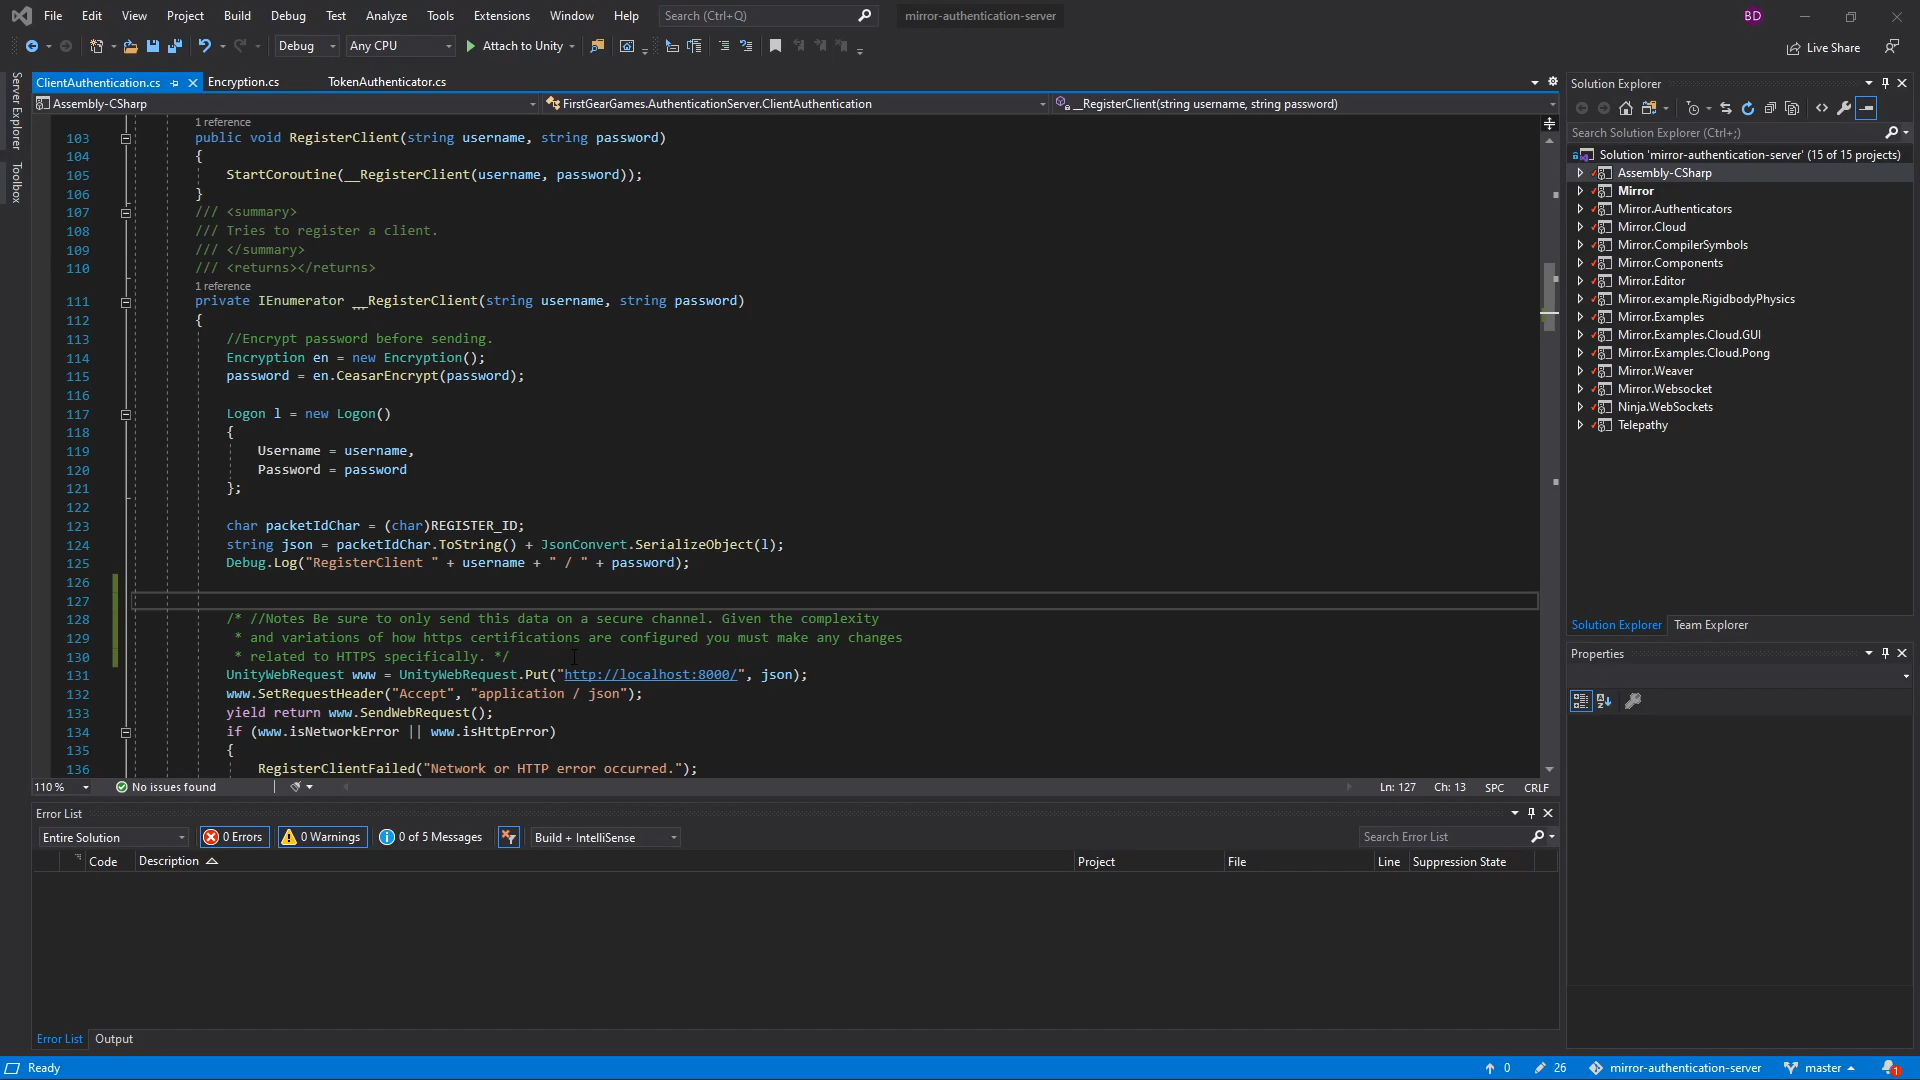 File Edit View Project Build Debug Test Analyze Tools Extensions Window Help Search (Ctrl+Q) mirror-authentication-server BD
Debug Any CPU Attach to Unity Live Share
Server Explorer
Toolbox
ClientAuthentication.cs Encryption.cs TokenAuthenticator.cs
Assembly-CSharp FirstGearGames.AuthenticationServer.ClientAuthentication __RegisterClient(string username, string password)
1 reference
103 public void RegisterClient(string username, string password)
104 {
105 StartCoroutine(__RegisterClient(username, password));
106 }
107 /// <summary>
108 /// Tries to register a client.
109 /// </summary>
110 /// <returns></returns>
1 reference
111 private IEnumerator __RegisterClient(string username, string password)
112 {
113 //Encrypt password before sending.
114 Encryption en = new Encryption();
115 password = en.CeasarEncrypt(password);
116
117 Logon l = new Logon()
118 {
119 Username = username,
120 Password = password
121 };
122
123 char packetIdChar = (char)REGISTER_ID;
124 string json = packetIdChar.ToString() + JsonConvert.SerializeObject(l);
125 Debug.Log("RegisterClient " + username + " / " + password);
126
127
128 /* //Notes Be sure to only send this data on a secure channel. Given the complexity
129 * and variations of how https certifications are configured you must make any changes
130 * related to HTTPS specifically. */
131 UnityWebRequest www = UnityWebRequest.Put("http://localhost:8000/", json);
132 www.SetRequestHeader("Accept", "application / json");
133 yield return www.SendWebRequest();
134 if (www.isNetworkError || www.isHttpError)
135 {
136 RegisterClientFailed("Network or HTTP error occurred.");
110 % No issues found Ln: 127 Ch: 13 SPC CRLF
Error List
Entire Solution 0 Errors 0 Warnings 0 of 5 Messages Build + IntelliSense Search Error List
Code Description Project File Line Suppression State
Error List Output
Solution Explorer
Search Solution Explorer (Ctrl+;)
Solution 'mirror-authentication-server' (15 of 15 projects)
Assembly-CSharp
Mirror
Mirror.Authenticators
Mirror.Cloud
Mirror.CompilerSymbols
Mirror.Components
Mirror.Editor
Mirror.example.RigidbodyPhysics
Mirror.Examples
Mirror.Examples.Cloud.GUI
Mirror.Examples.Cloud.Pong
Mirror.Weaver
Mirror.Websocket
Ninja.WebSockets
Telepathy
Solution Explorer Team Explorer
Properties
Ready 0 26 mirror-authentication-server master 1